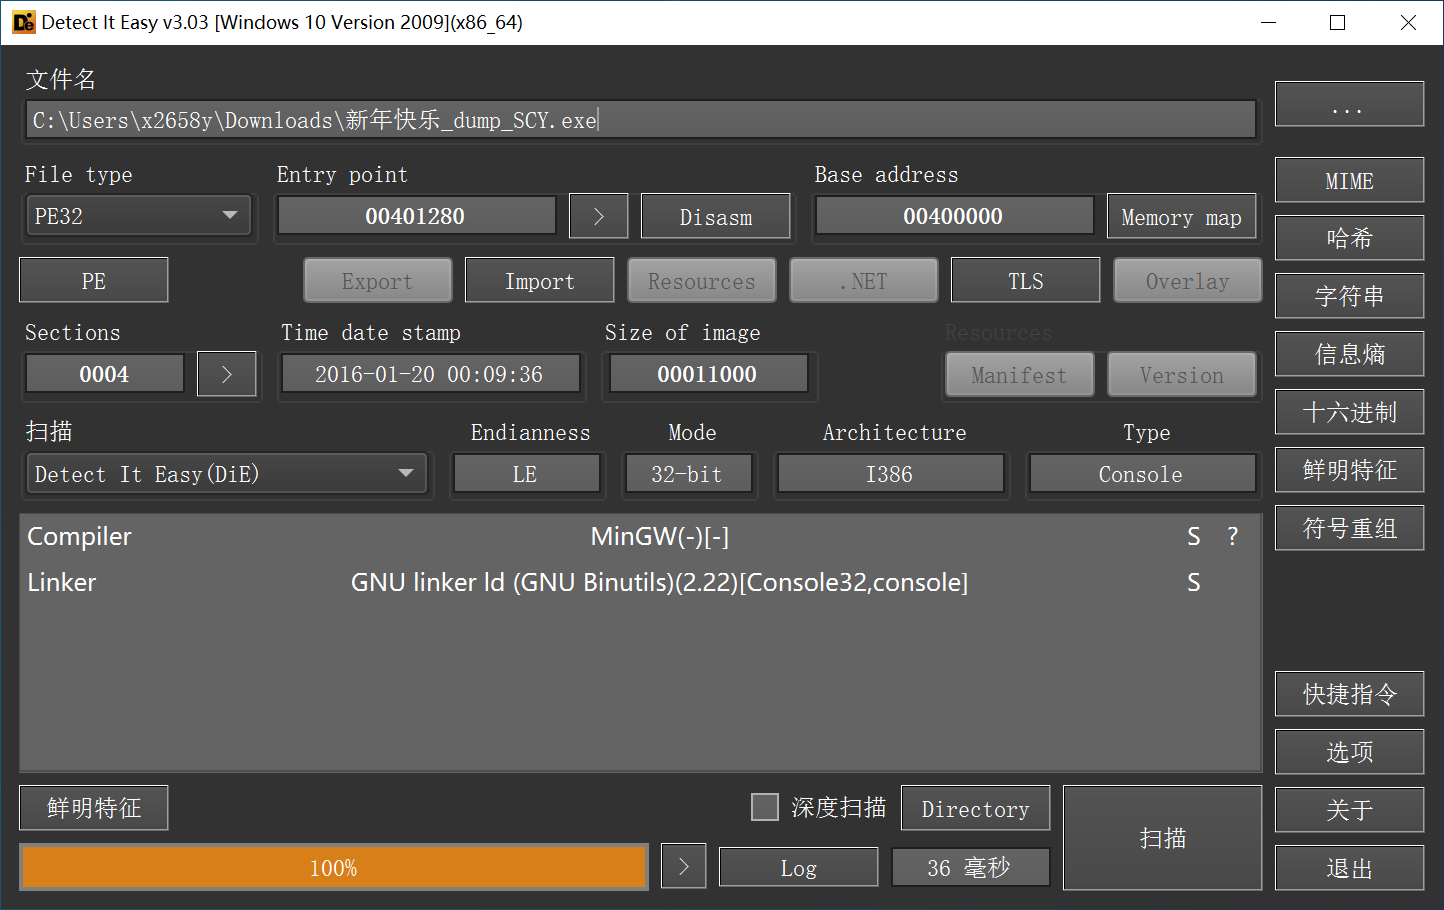 Detect It Easy v3.03 [Windows 10 Version 2009](x86_64)
文件名
C:\Users\x2658y\Downloads\新年快乐_dump_SCY.exe
...
File type
Entry point
Base address
PE32
00401280
>
Disasm
00400000
Memory map
MIME
哈希
PE
Export
Import
Resources
.NET
TLS
Overlay
字符串
Sections
Time date stamp
Size of image
Resources
0004
>
2016-01-20 00:09:36
00011000
Manifest
Version
信息熵
十六进制
扫描
Endianness
Mode
Architecture
Type
Detect It Easy(DiE)
LE
32-bit
I386
Console
鲜明特征
符号重组
Compiler
MinGW(-)[-]
S
?
Linker
GNU linker ld (GNU Binutils)(2.22)[Console32,console]
S
快捷指令
选项
鲜明特征
深度扫描
Directory
扫描
关于
100%
>
Log
36 毫秒
退出